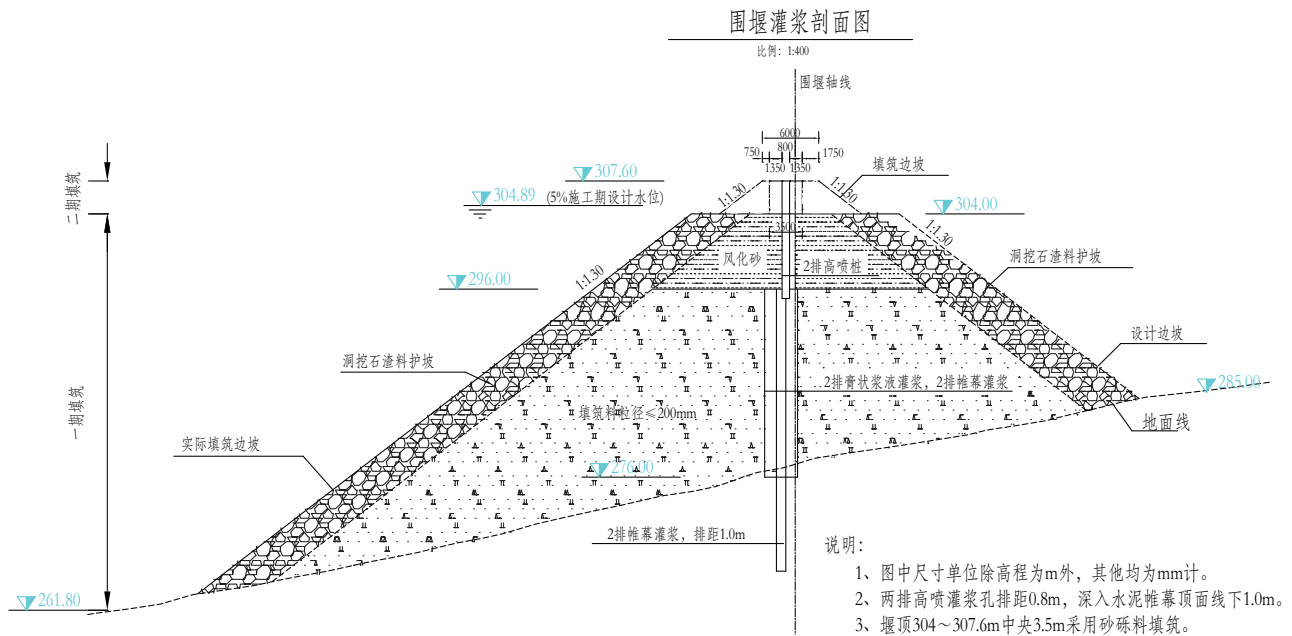 围堰灌浆剖面图
比例：1:400
围堰轴线
6000
750 800 1750
1350 1350
填筑边坡
307.60
1:1.30 1:1.30
304.89 (5%施工期设计水位)
304.00
二期填筑
3500
1:1.30
风化砂
2排高喷桩
洞挖石渣料护坡
296.00
1:1.30
设计边坡
洞挖石渣料护坡
2排膏状浆液灌浆，2排帷幕灌浆
285.00
一期填筑
填筑料粒径≤200mm
地面线
实际填筑边坡
276.00
2排帷幕灌浆，排距1.0m
261.80
说明：
1、图中尺寸单位除高程为m外，其他均为mm计。
2、两排高喷灌浆孔排距0.8m，深入水泥帷幕顶面线下1.0m。
3、堰顶304～307.6m中央3.5m采用砂砾料填筑。